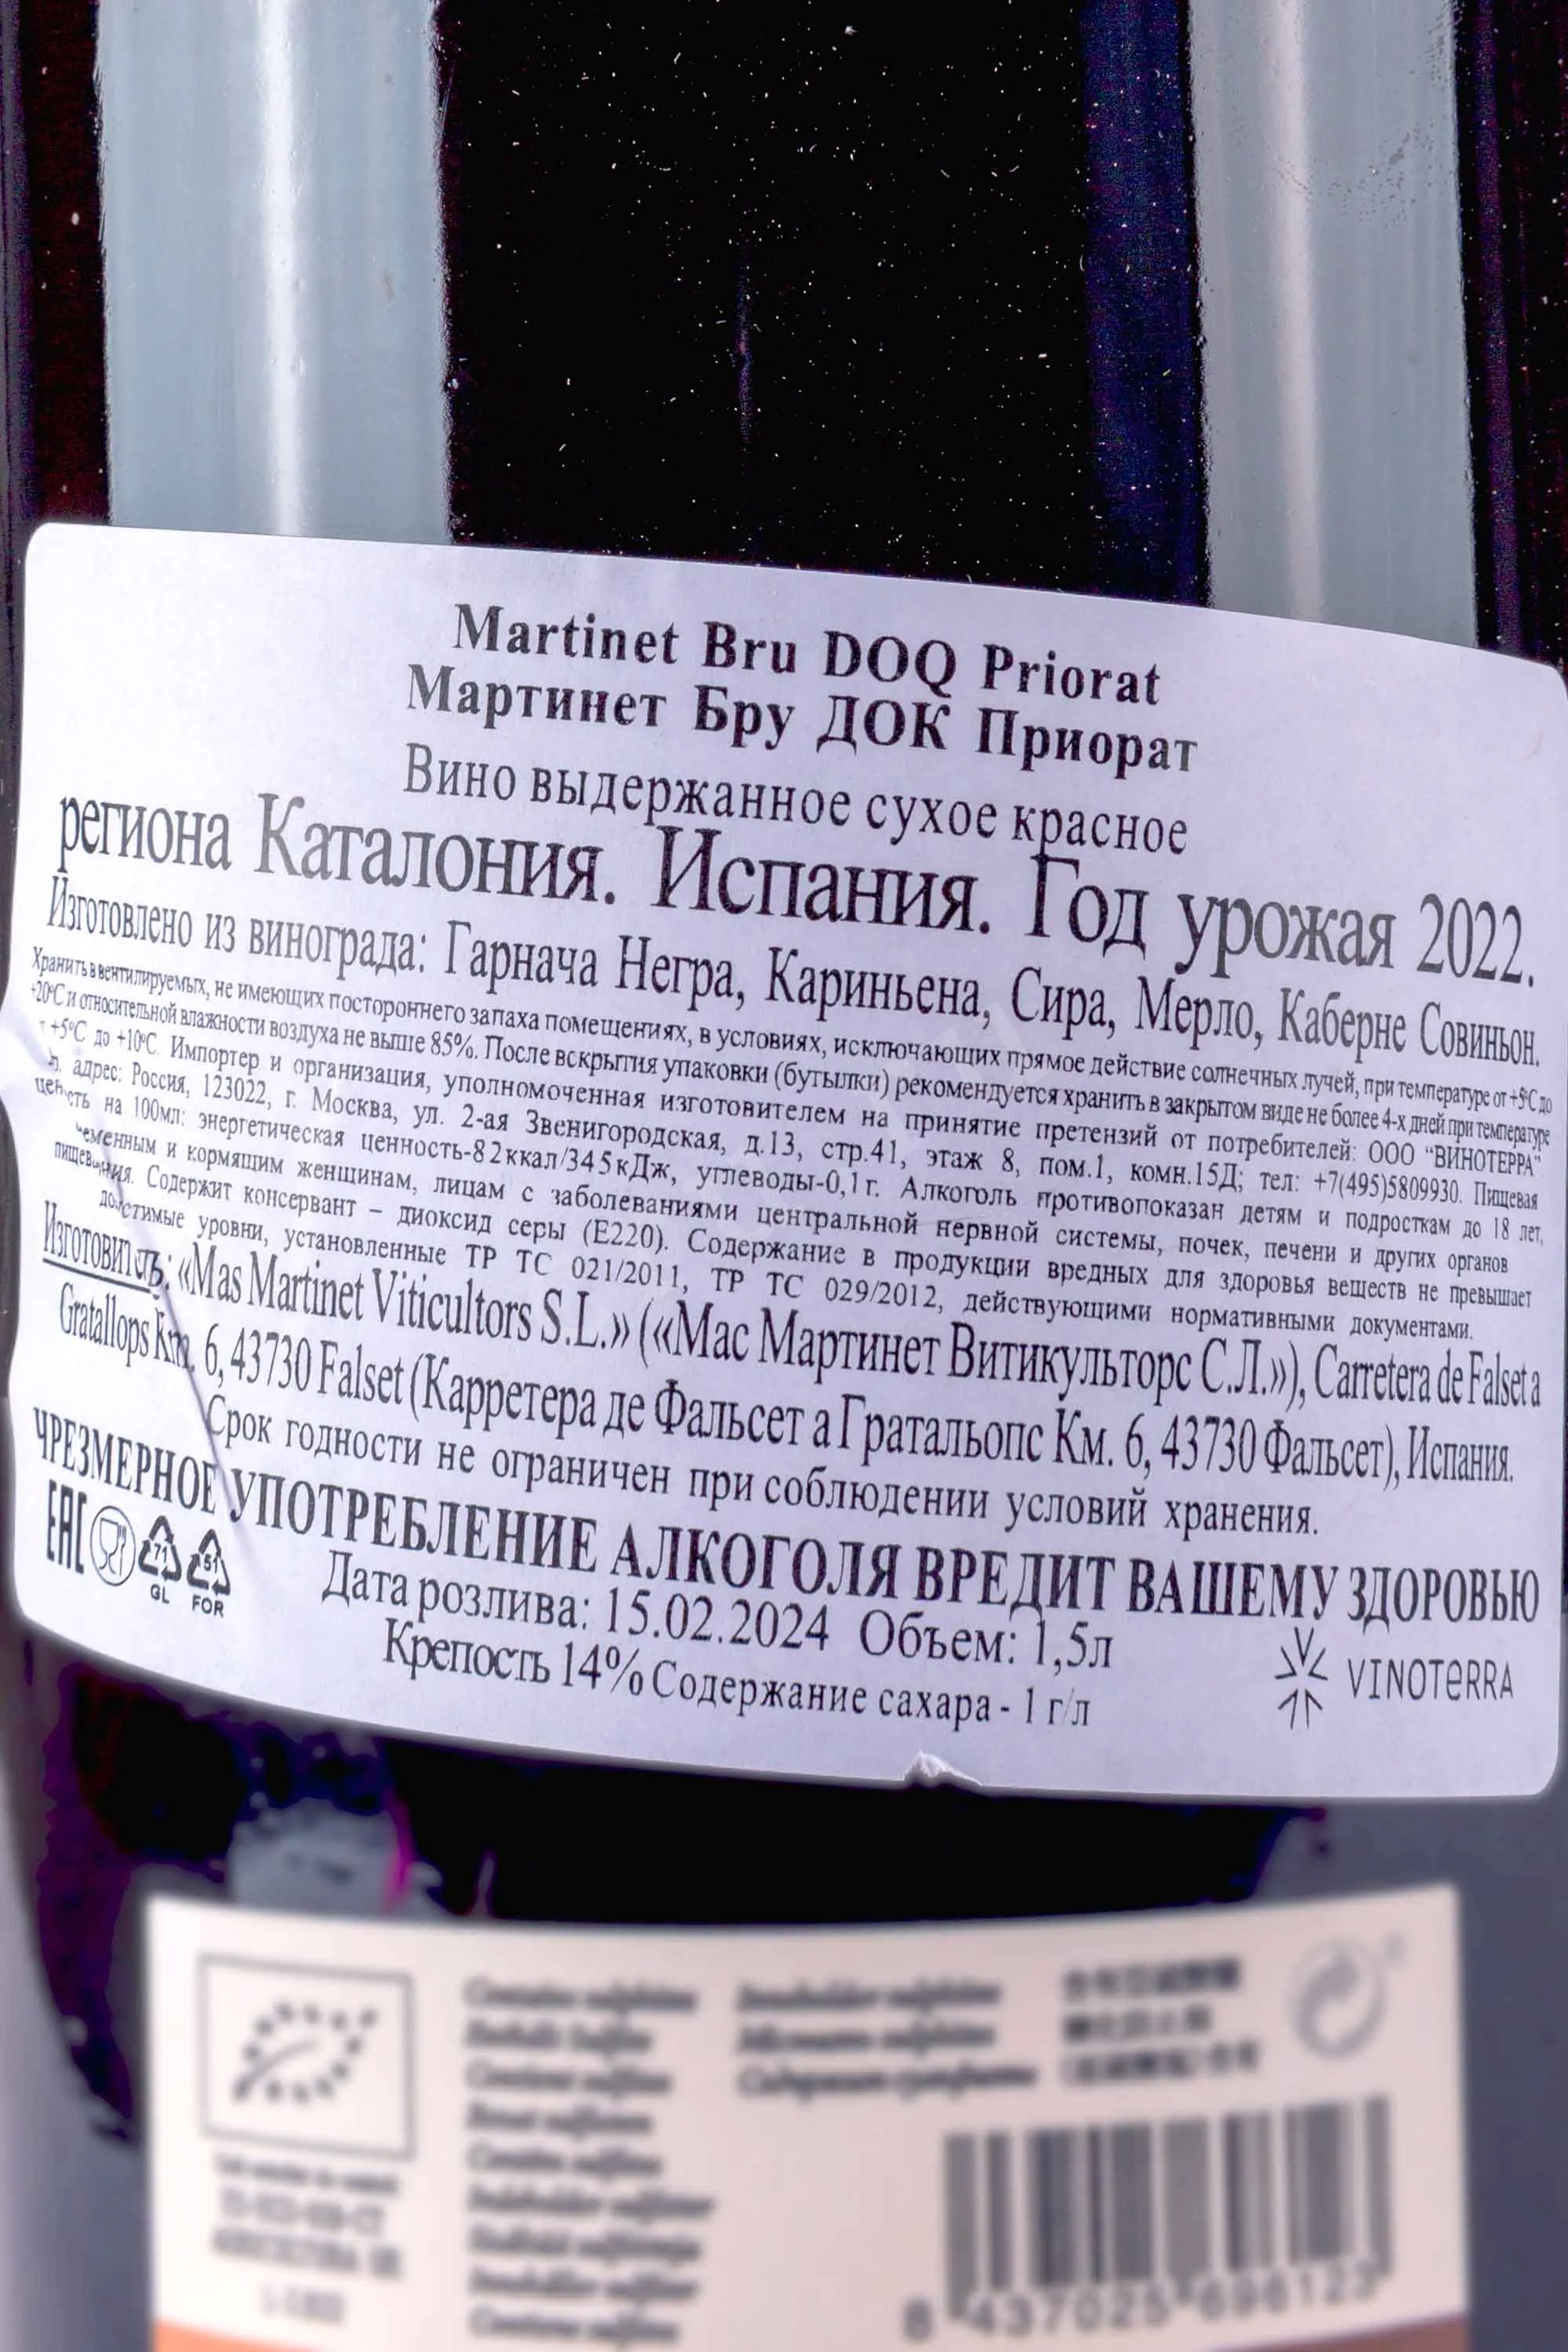 Martinet Bru DOQ Priorat
Мартинет Бру ДОК Приорат
Вино выдержанное сухое красное
региона Каталония. Испания. Год урожая 2022.
Изготовлено из винограда: Гарнача Негра, Кариньена, Сира, Мерло, Каберне Совиньон.
Хранить в вентилируемых, не имеющих постороннего запаха помещениях, в условиях, исключающих прямое действие солнечных лучей, при температуре от +5°С до
+20°С и относительной влажности воздуха не выше 85%. После вскрытия упаковки (бутылки) рекомендуется хранить в закрытом виде не более 4-х дней при температуре
+5°С до +10°С. Импортер и организация, уполномоченная изготовителем на принятие претензий от потребителей: ООО "ВИНОТЕРРА"
адрес: Россия, 123022, г. Москва, ул. 2-ая Звенигородская, д.13, стр.41, этаж 8, пом.1, комн.15Д; тел: +7(495)5809930. Пищевая
ценность на 100мл: энергетическая ценность-82ккал/345кДж, углеводы-0,1г. Алкоголь противопоказан детям и подросткам до 18 лет,
еменным и кормящим женщинам, лицам с заболеваниями центральной нервной системы, почек, печени и других органов
пищеварения. Содержит консервант – диоксид серы (Е220). Содержание в продукции вредных для здоровья веществ не превышает
допустимые уровни, установленные ТР ТС 021/2011, ТР ТС 029/2012, действующими нормативными документами.
Изготовитель: «Mas Martinet Viticultors S.L.» («Мас Мартинет Витикульторс С.Л.»), Carretera de Falset a
Gratallops Km. 6, 43730 Falset (Карретера де Фальсет а Гратальопс Км. 6, 43730 Фальсет), Испания.
Срок годности не ограничен при соблюдении условий хранения.
ЧРЕЗМЕРНОЕ УПОТРЕБЛЕНИЕ АЛКОГОЛЯ ВРЕДИТ ВАШЕМУ ЗДОРОВЬЮ
EAC 71 GL 51 FOR
Дата розлива: 15.02.2024 Объем: 1,5л
Крепость 14% Содержание сахара - 1 г/л
VINOTERRA
8 437025 696123